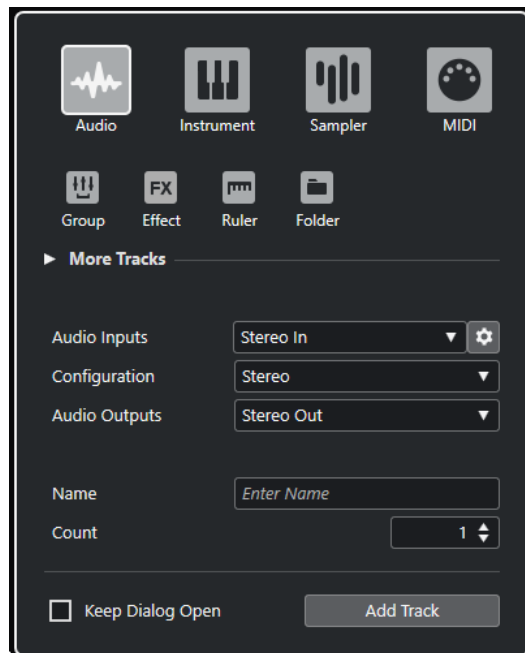 Audio Instrument Sampler MIDI
FX
Group Effect Ruler Folder
More Tracks
Audio Inputs Stereo In
Configuration Stereo
Audio Outputs Stereo Out
Name Enter Name
Count 1
Keep Dialog Open Add Track